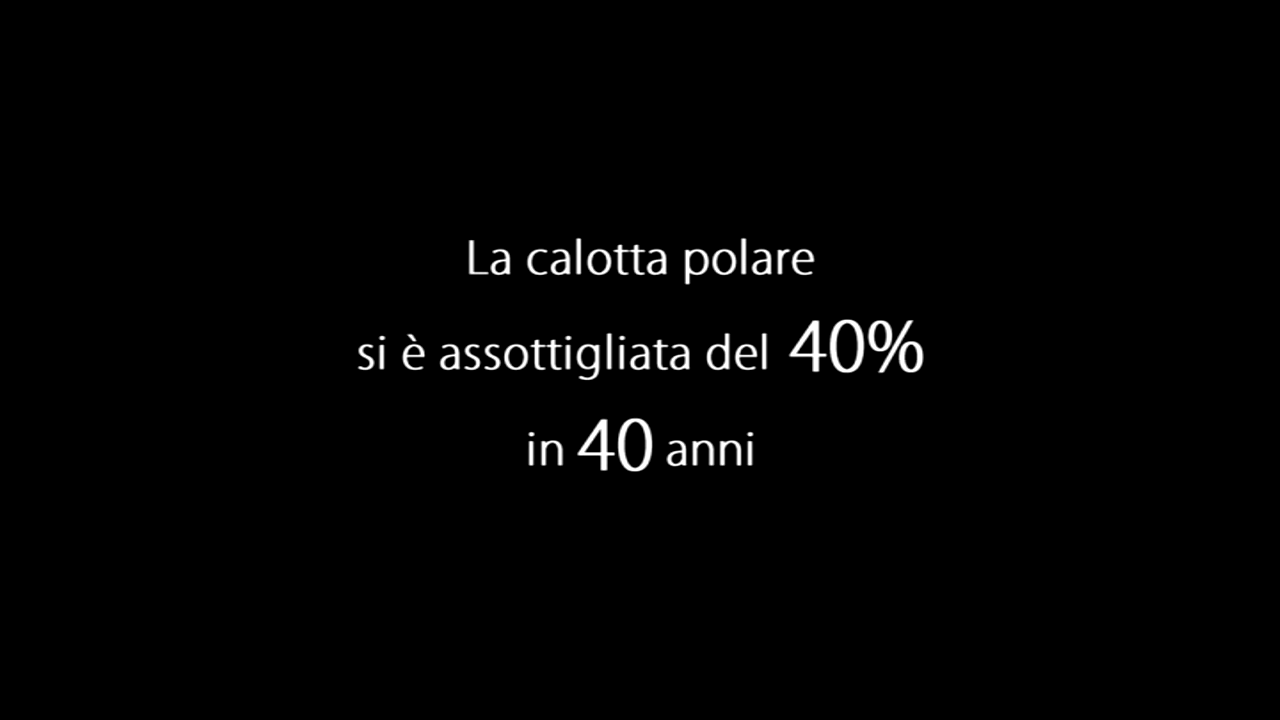 La calotta polare
si è assottigliata del 40%
in 40 anni